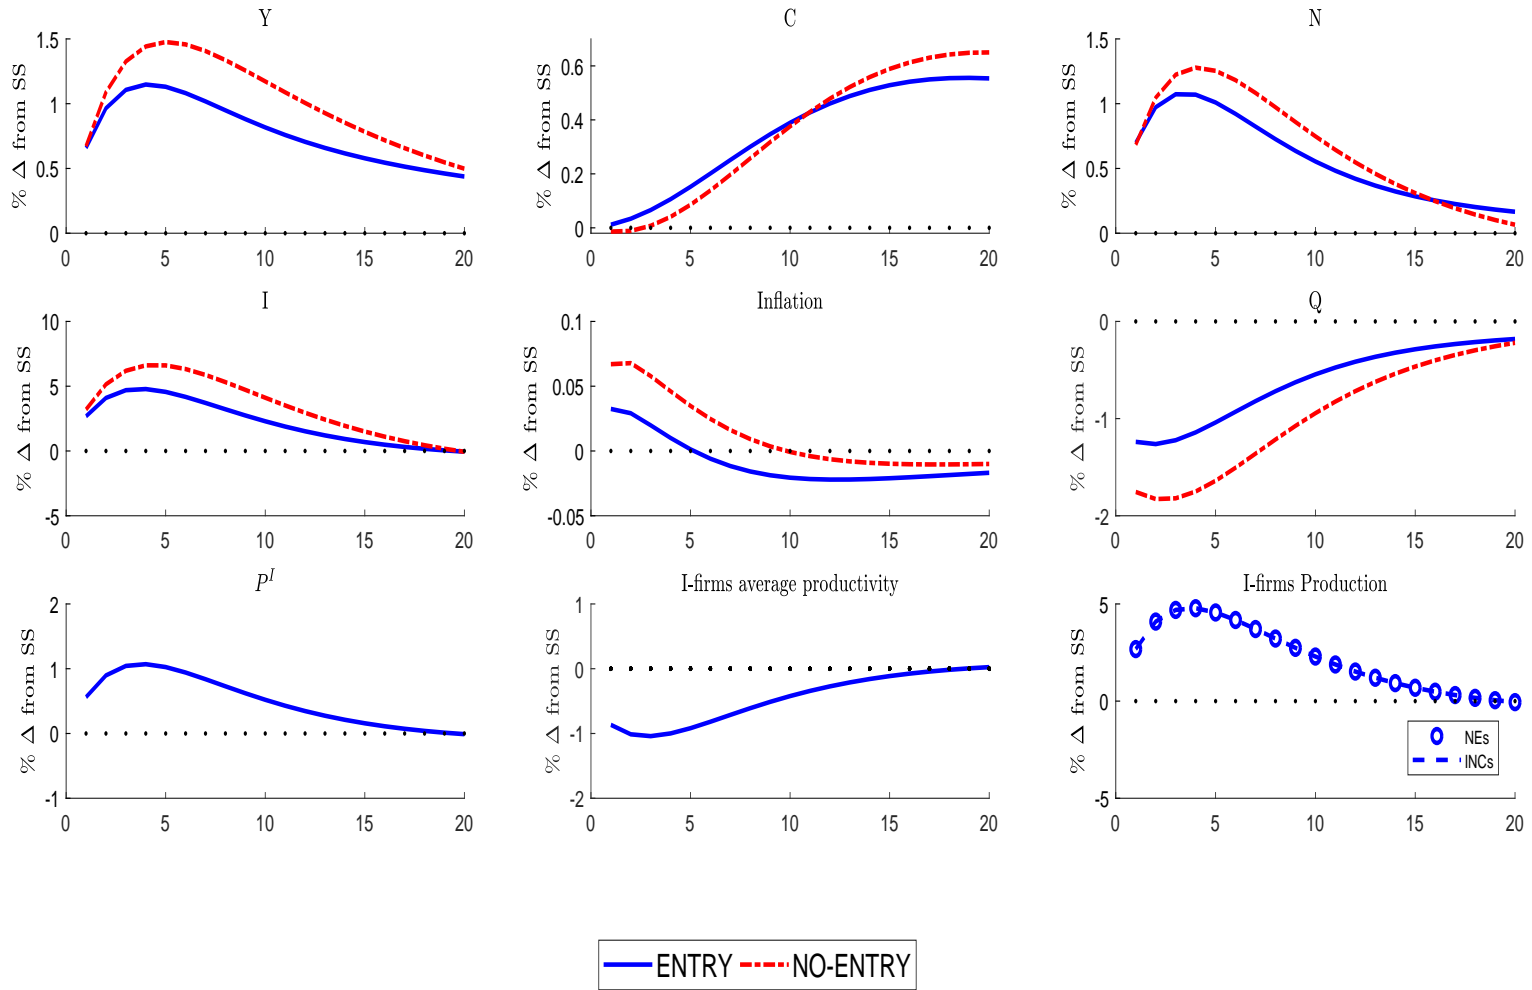 Y
C
N
% Δ from SS
1.5
1
0.5
0
0 5 10 15 20
% Δ from SS
0.6
0.4
0.2
0
0 5 10 15 20
% Δ from SS
1.5
1
0.5
0
0 5 10 15 20
I
Inflation
Q
% Δ from SS
10
5
0
-5
0 5 10 15 20
% Δ from SS
0.1
0.05
0
-0.05
0 5 10 15 20
% Δ from SS
0
-1
-2
0 5 10 15 20
P^I
I-firms average productivity
I-firms Production
% Δ from SS
2
1
0
-1
0 5 10 15 20
% Δ from SS
1
0
-1
-2
0 5 10 15 20
% Δ from SS
5
0
-5
0 5 10 15 20
NEs
INCs
ENTRY NO-ENTRY